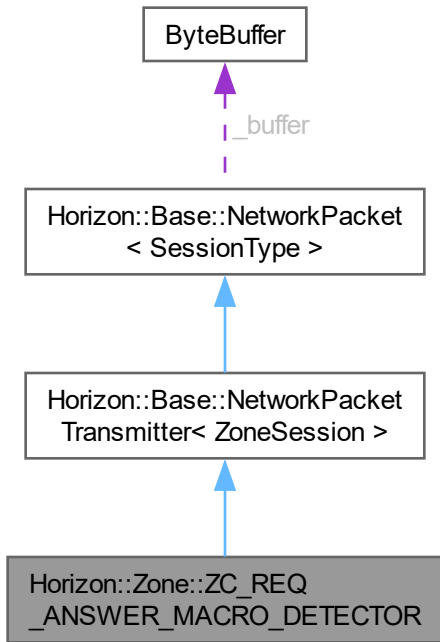 ByteBuffer
_buffer
Horizon::Base::NetworkPacket
< SessionType >
Horizon::Base::NetworkPacket
Transmitter< ZoneSession >
Horizon::Zone::ZC_REQ
_ANSWER_MACRO_DETECTOR